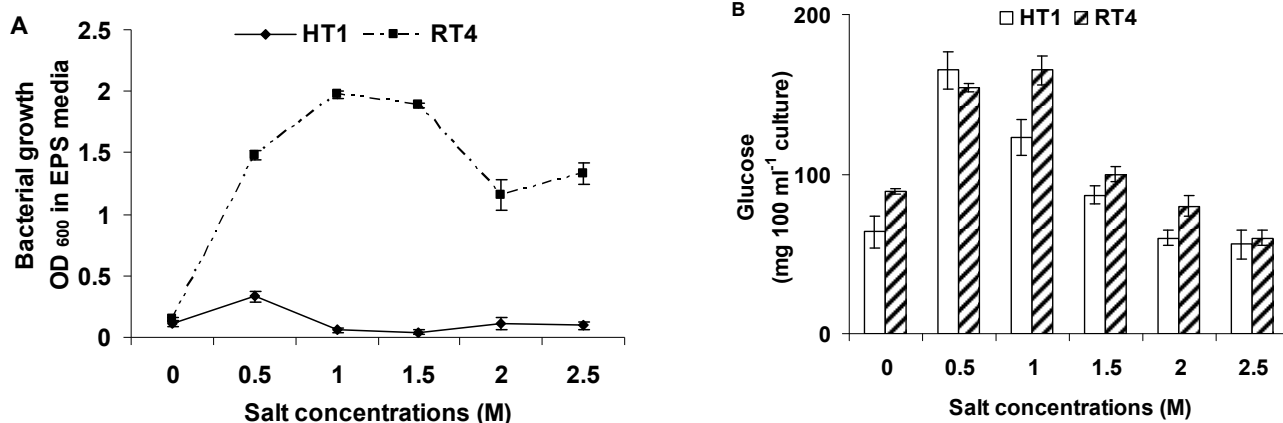 A
HT1 RT4
2.5
2
1.5
1
0.5
0
Bacterial growth
OD 600 in EPS media
0 0.5 1 1.5 2 2.5
Salt concentrations (M)
B
HT1 RT4
200
100
0
Glucose
(mg 100 ml-1 culture)
0 0.5 1 1.5 2 2.5
Salt concentrations (M)